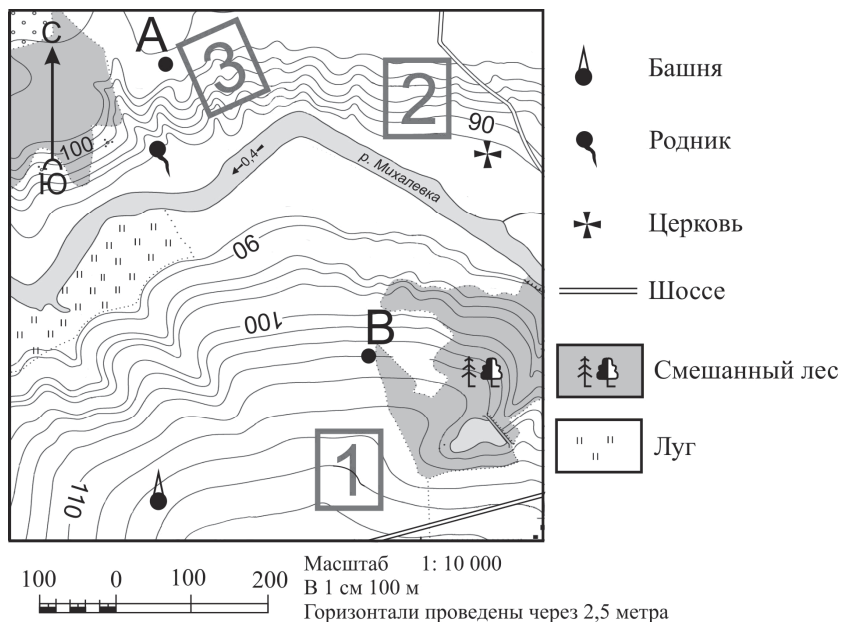 С
А
3
2
90
100
Ю
0,4
р. Михалевка
90
100
В
1
110
Башня
Родник
Церковь
Шоссе
Смешанный лес
Луг
100 0 100 200
Масштаб 1: 10 000
В 1 см 100 м
Горизонтали проведены через 2,5 метра